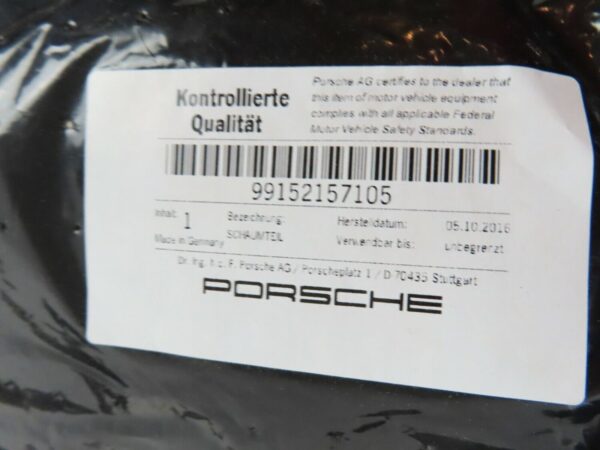 Kontrollierte
Qualität
Porsche AG certifies to the dealer that
this item of motor vehicle equipment
complies with all applicable Federal
Motor Vehicle Safety Standards.
99152157105
Inhalt: 1 Bezeichnung: Herstelldatum: 05.10.2016
Made in Germany SCHAUMTEIL Verwendbar bis: unbegrenzt
Dr. Ing. h.c. F. Porsche AG / Porscheplatz 1 / D-70435 Stuttgart
PORSCHE